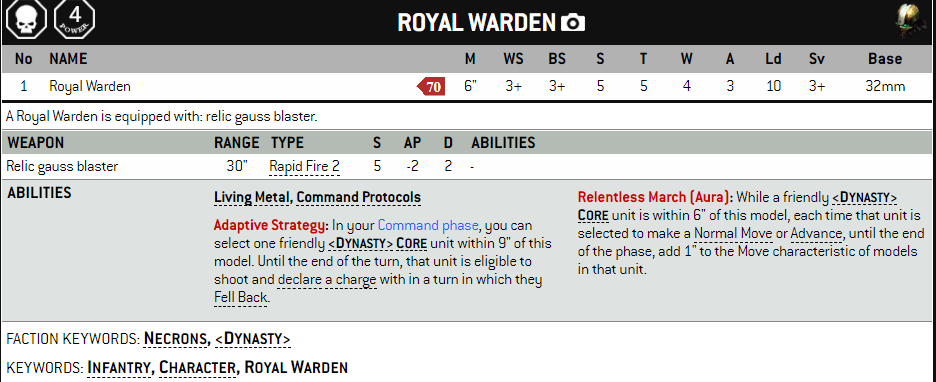 4
POWER
ROYAL WARDEN
No NAME M WS BS S T W A Ld Sv Base
1 Royal Warden 70 6" 3+ 3+ 5 5 4 3 10 3+ 32mm
A Royal Warden is equipped with: relic gauss blaster.
WEAPON RANGE TYPE S AP D ABILITIES
Relic gauss blaster 30" Rapid Fire 2 5 -2 2 -
ABILITIES
Living Metal, Command Protocols
Adaptive Strategy: In your Command phase, you can
select one friendly <DYNASTY> CORE unit within 9" of this
model. Until the end of the turn, that unit is eligible to
shoot and declare a charge with in a turn in which they
Fell Back.
Relentless March (Aura): While a friendly <DYNASTY>
CORE unit is within 6" of this model, each time that unit is
selected to make a Normal Move or Advance, until the end
of the phase, add 1" to the Move characteristic of models
in that unit.
FACTION KEYWORDS: NECRONS, <DYNASTY>
KEYWORDS: INFANTRY, CHARACTER, ROYAL WARDEN